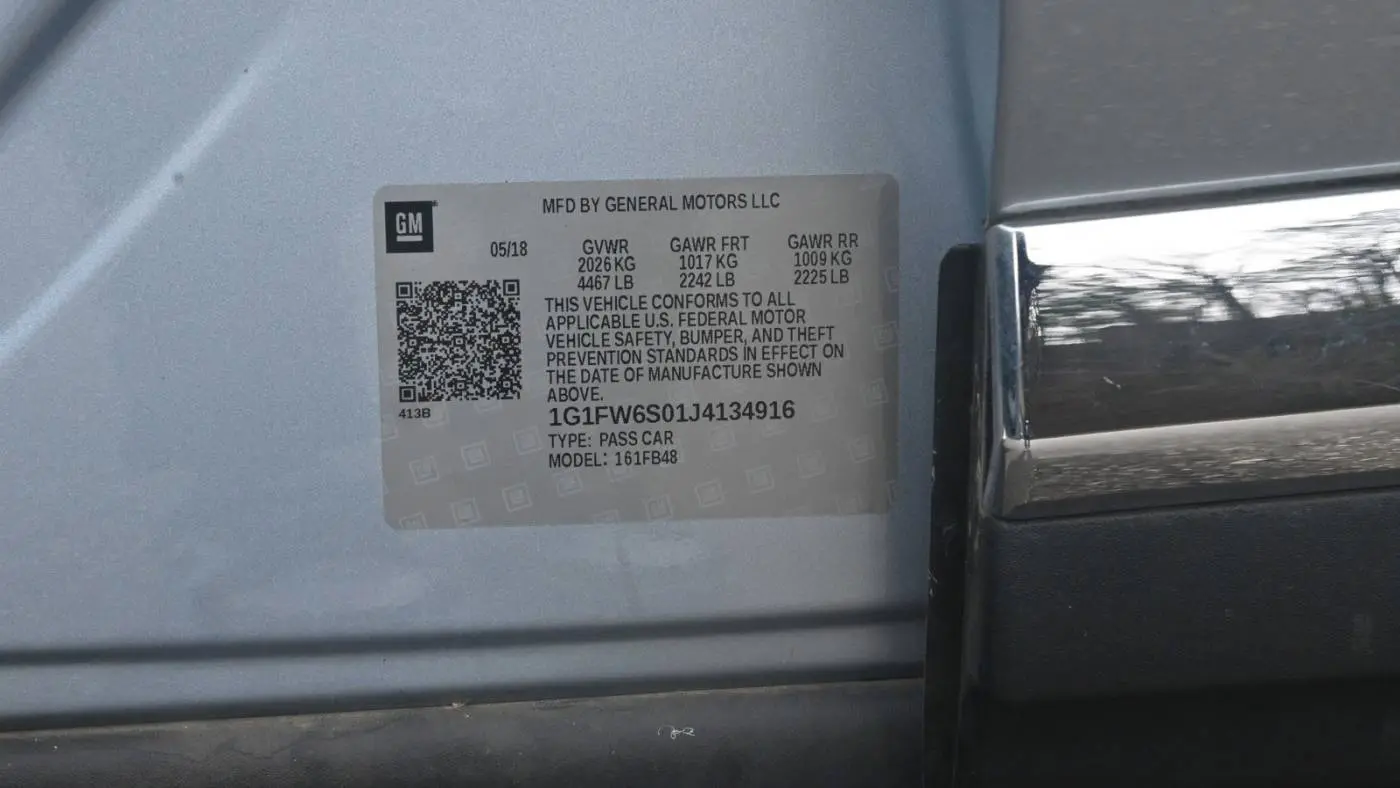 GM
MFD BY GENERAL MOTORS LLC
05/18
GVWR GAWR FRT GAWR RR
2026 KG 1017 KG 1009 KG
4467 LB 2242 LB 2225 LB
THIS VEHICLE CONFORMS TO ALL
APPLICABLE U.S. FEDERAL MOTOR
VEHICLE SAFETY, BUMPER, AND THEFT
PREVENTION STANDARDS IN EFFECT ON
THE DATE OF MANUFACTURE SHOWN
ABOVE.
413B
1G1FW6S01J4134916
TYPE: PASS CAR
MODEL: 161FB48